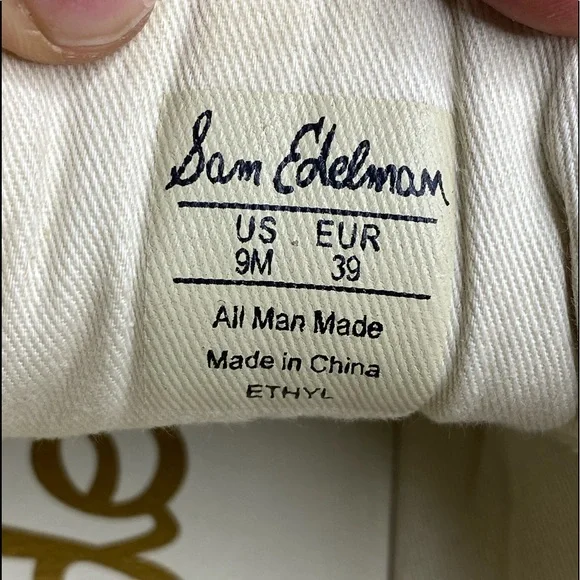 Sam Edelman
US EUR
9M 39
All Man Made
Made in China
ETHYL